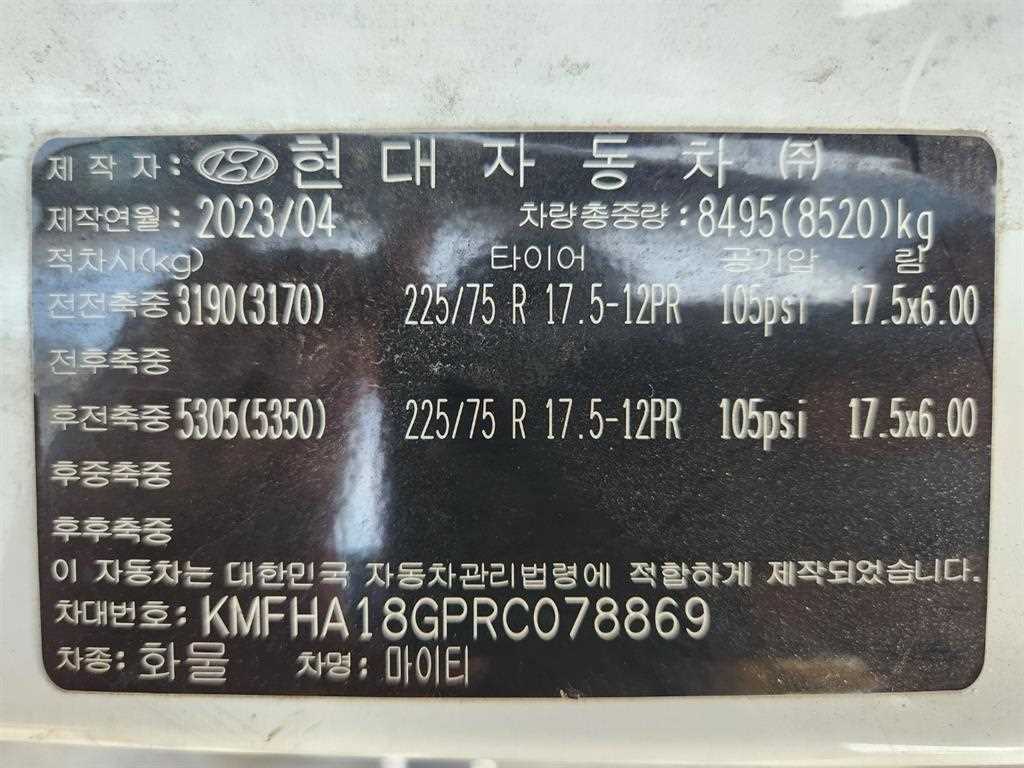 제작자: 현대자동차 ㈜
제작연월: 2023/04 차량총중량: 8495(8520)kg
적차시(kg) 타이어 공기압 림
전전축중 3190(3170) 225/75 R 17.5-12PR 105psi 17.5x6.00
전후축중
후전축중 5305(5350) 225/75 R 17.5-12PR 105psi 17.5x6.00
후중축중
후후축중
이 자동차는 대한민국 자동차관리법령에 적합하게 제작되었습니다.
차대번호: KMFHA18GPRC078869
차종: 화물 차명: 마이티